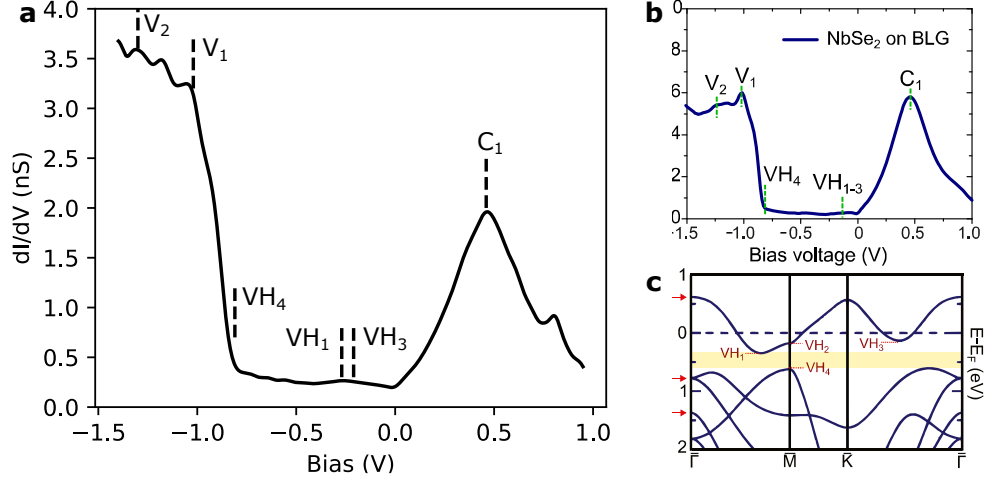 a
4.0
3.5
3.0
2.5
2.0
1.5
1.0
0.5
0.0
dI/dV (nS)
V2
V1
C1
VH4
VH1
VH3
−1.5
−1.0
−0.5
0.0
0.5
1.0
Bias (V)
b
0
8
6
4
2
0
NbSe2 on BLG
V2
V1
C1
VH4
VH1-3
-1.5
-1.0
-0.5
0.0
0.5
1.0
Bias voltage (V)
c
1
0
1
2
E-EF (eV)
VH1
VH2
VH3
VH4
Γ̄
M̄
K̄
Γ̄